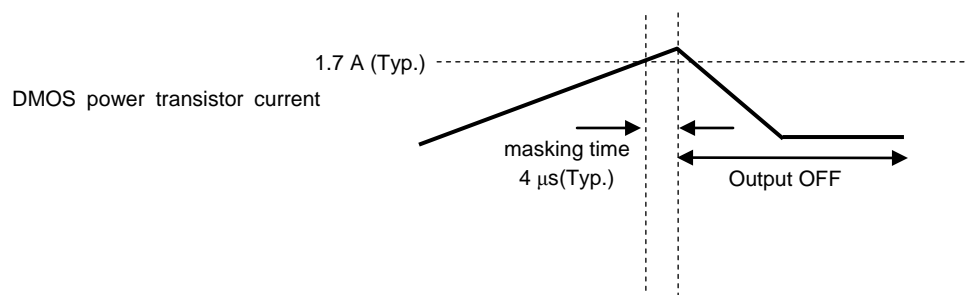 1.7 A (Typ.)
DMOS power transistor current
masking time
4 μs(Typ.)
Output OFF